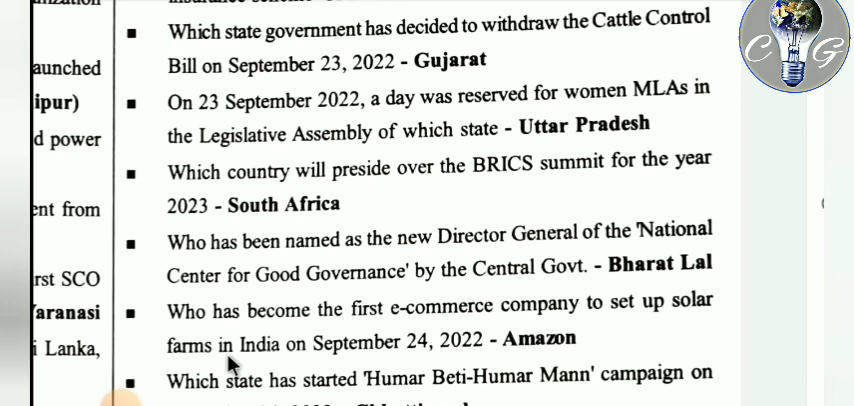 aunched
ipur)
d power
ent from
rst SCO
aranasi
i Lanka,
Which state government has decided to withdraw the Cattle Control
Bill on September 23, 2022 - Gujarat
On 23 September 2022, a day was reserved for women MLAs in
the Legislative Assembly of which state - Uttar Pradesh
Which country will preside over the BRICS summit for the year
2023 - South Africa
Who has been named as the new Director General of the 'National
Center for Good Governance' by the Central Govt. - Bharat Lal
Who has become the first e-commerce company to set up solar
farms in India on September 24, 2022 - Amazon
Which state has started 'Humar Beti-Humar Mann' campaign on
C G